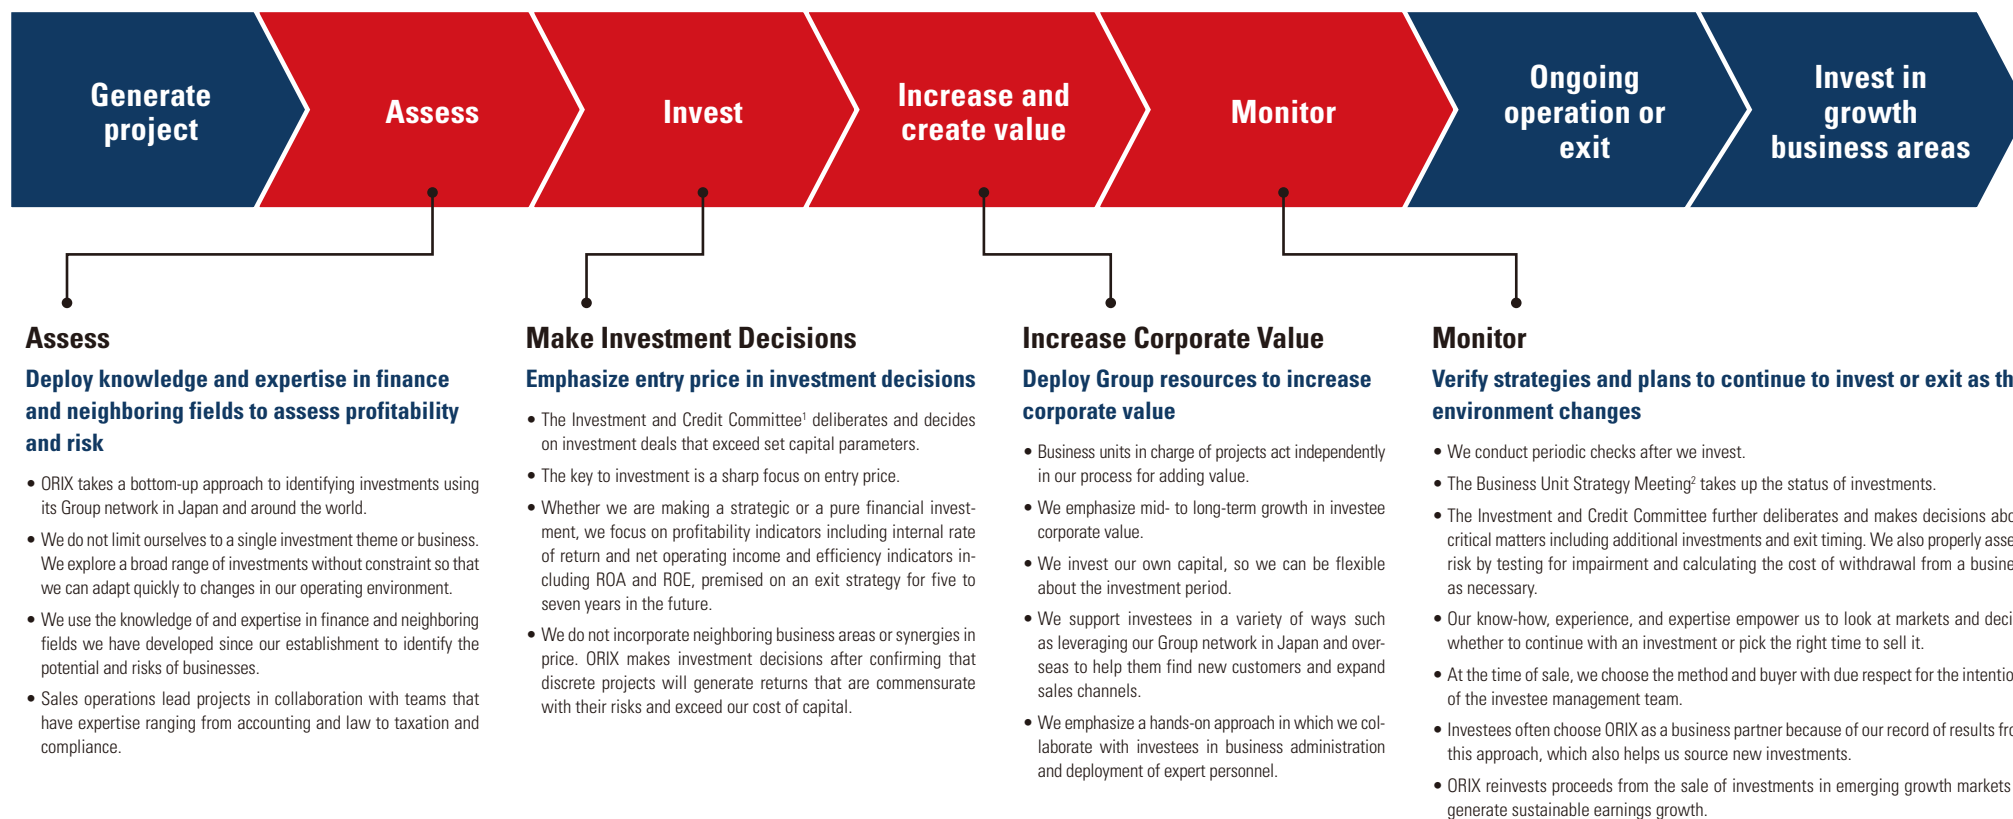 Generate
project
Assess
Invest
Increase and
create value
Monitor
Ongoing
operation or
exit
Invest in
growth
business areas
Assess
Deploy knowledge and expertise in finance
and neighboring fields to assess profitability
and risk
• ORIX takes a bottom-up approach to identifying investments using
its Group network in Japan and around the world.
• We do not limit ourselves to a single investment theme or business.
We explore a broad range of investments without constraint so that
we can adapt quickly to changes in our operating environment.
• We use the knowledge of and expertise in finance and neighboring
fields we have developed since our establishment to identify the
potential and risks of businesses.
• Sales operations lead projects in collaboration with teams that
have expertise ranging from accounting and law to taxation and
compliance.
Make Investment Decisions
Emphasize entry price in investment decisions
• The Investment and Credit Committee¹ deliberates and decides
on investment deals that exceed set capital parameters.
• The key to investment is a sharp focus on entry price.
• Whether we are making a strategic or a pure financial invest-
ment, we focus on profitability indicators including internal rate
of return and net operating income and efficiency indicators in-
cluding ROA and ROE, premised on an exit strategy for five to
seven years in the future.
• We do not incorporate neighboring business areas or synergies in
price. ORIX makes investment decisions after confirming that
discrete projects will generate returns that are commensurate
with their risks and exceed our cost of capital.
Increase Corporate Value
Deploy Group resources to increase
corporate value
• Business units in charge of projects act independently
in our process for adding value.
• We emphasize mid- to long-term growth in investee
corporate value.
• We invest our own capital, so we can be flexible
about the investment period.
• We support investees in a variety of ways such
as leveraging our Group network in Japan and over-
seas to help them find new customers and expand
sales channels.
• We emphasize a hands-on approach in which we col-
laborate with investees in business administration
and deployment of expert personnel.
Monitor
Verify strategies and plans to continue to invest or exit as th
environment changes
• We conduct periodic checks after we invest.
• The Business Unit Strategy Meeting² takes up the status of investments.
• The Investment and Credit Committee further deliberates and makes decisions abo
critical matters including additional investments and exit timing. We also properly asse
risk by testing for impairment and calculating the cost of withdrawal from a busine
as necessary.
• Our know-how, experience, and expertise empower us to look at markets and deci
whether to continue with an investment or pick the right time to sell it.
• At the time of sale, we choose the method and buyer with due respect for the intentio
of the investee management team.
• Investees often choose ORIX as a business partner because of our record of results fro
this approach, which also helps us source new investments.
• ORIX reinvests proceeds from the sale of investments in emerging growth markets
generate sustainable earnings growth.